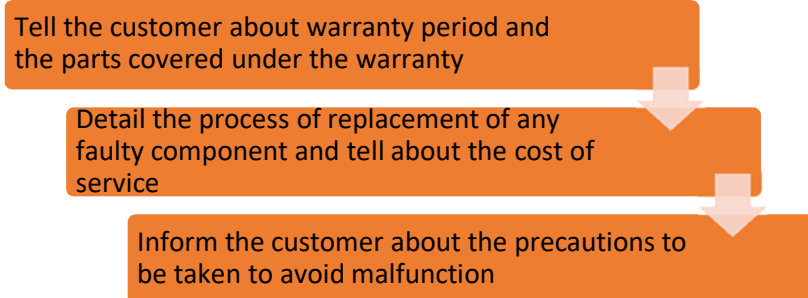 Tell the customer about warranty period and
the parts covered under the warranty
Detail the process of replacement of any
faulty component and tell about the cost of
service
Inform the customer about the precautions to
be taken to avoid malfunction